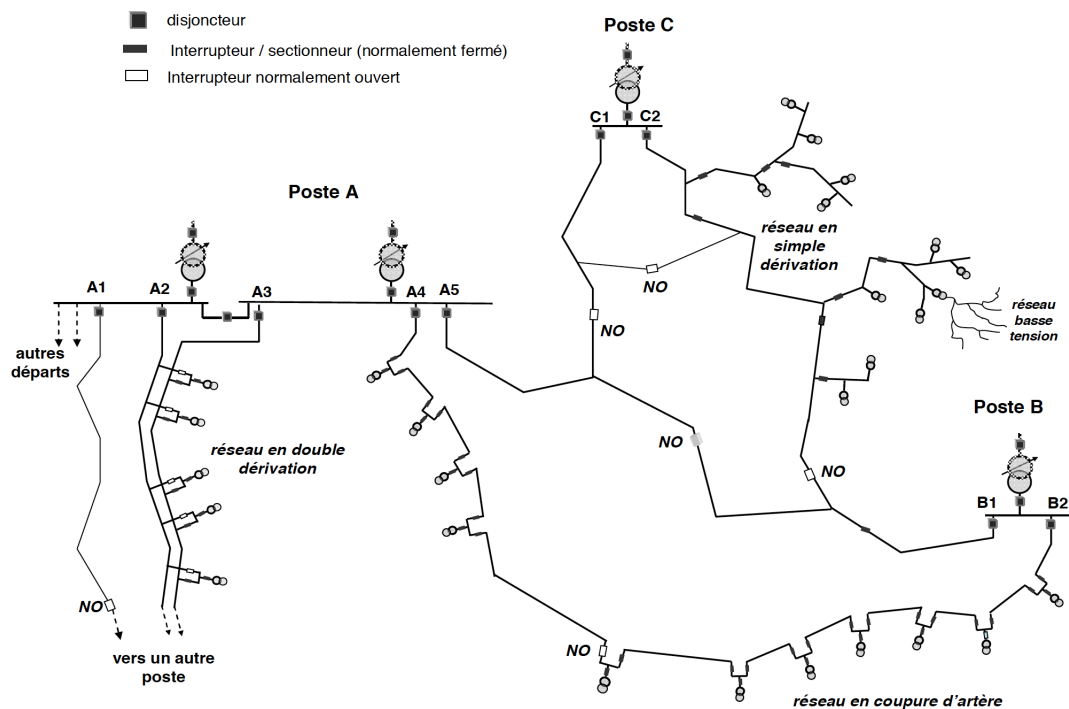 disjoncteur
Interrupteur / sectionneur (normalement fermé)
Interrupteur normalement ouvert
Poste C
C1
C2
Poste A
réseau en
simple
dérivation
NO
A1
A2
A3
A4
A5
NO
réseau
basse
tension
autres
départs
Poste B
réseau en double
dérivation
NO
NO
B1
B2
NO
NO
vers un autre
poste
réseau en coupure d'artère